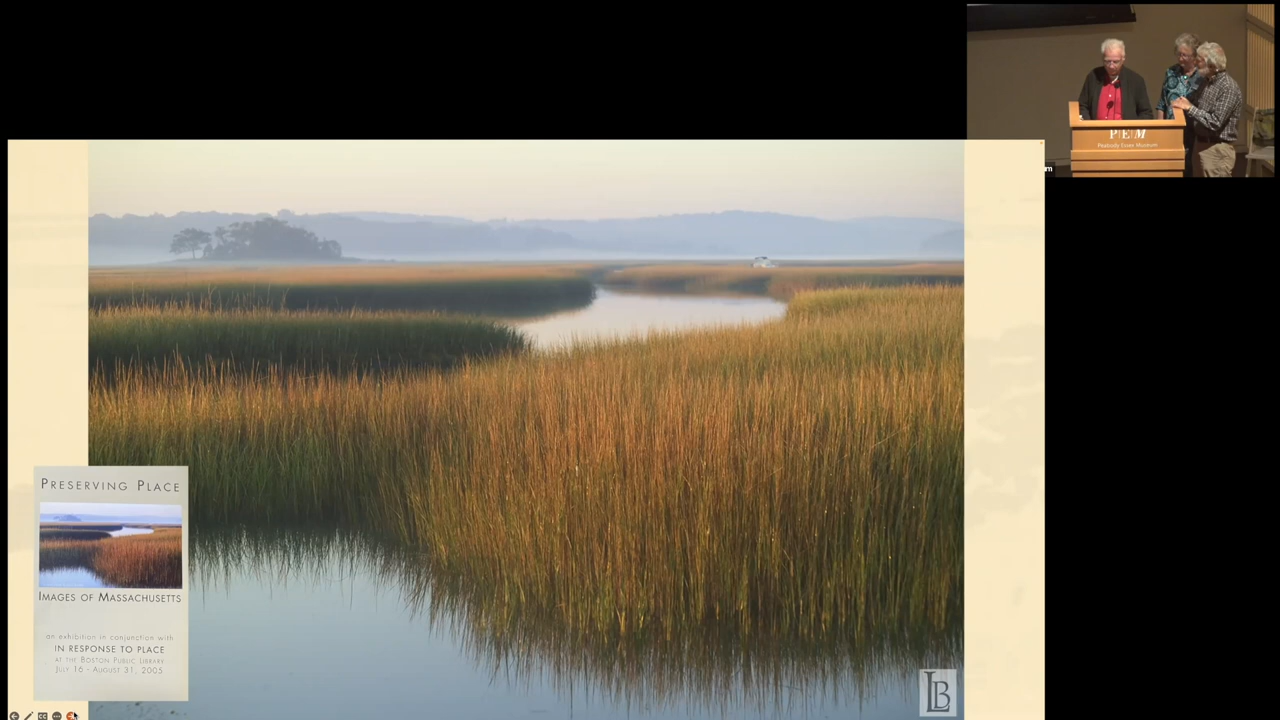 PEM
Peabody Essex Museum
m
PRESERVING PLACE
IMAGES OF MASSACHUSETTS
an exhibition in conjunction with
IN RESPONSE TO PLACE
AT THE BOSTON PUBLIC LIBRARY
JULY 16 - AUGUST 31, 2005
LB